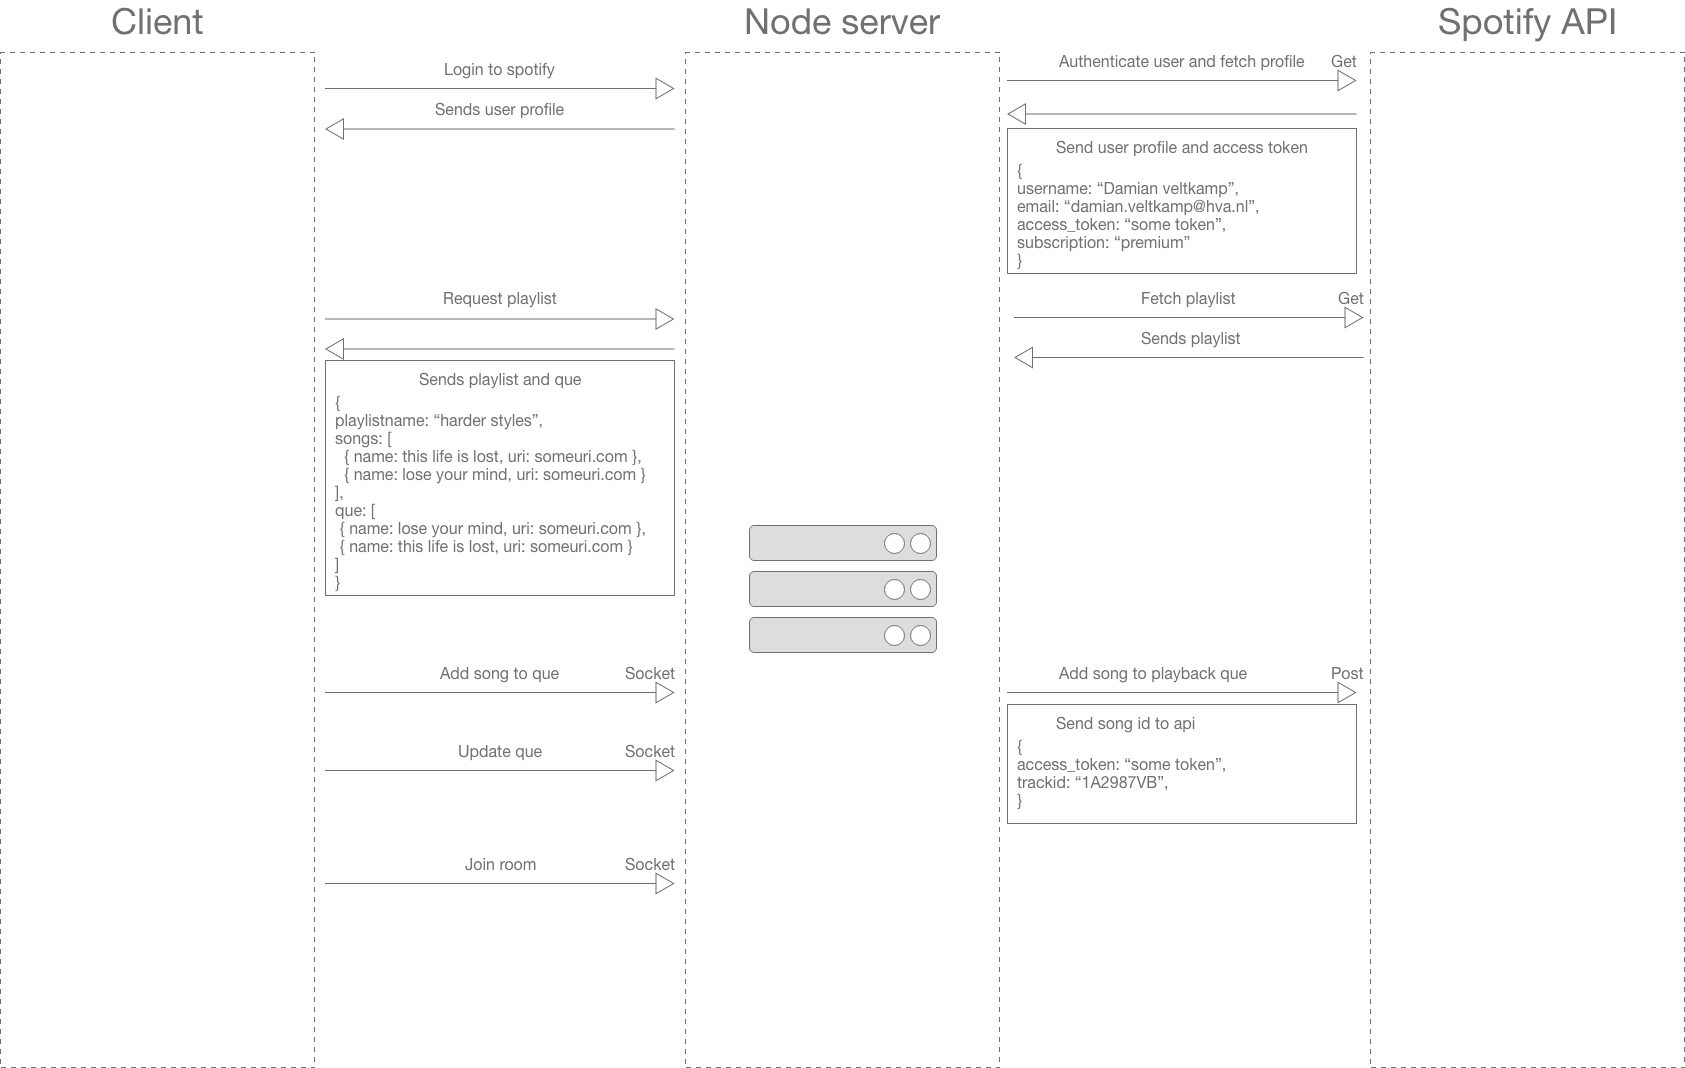 Client
Node server
Spotify API
Login to spotify
Sends user profile
Authenticate user and fetch profile
Get
Send user profile and access token
{
username: “Damian veltkamp”,
email: “damian.veltkamp@hva.nl”,
access_token: “some token”,
subscription: “premium”
}
Request playlist
Fetch playlist
Get
Sends playlist
Sends playlist and que
{
playlistname: “harder styles”,
songs: [
{ name: this life is lost, uri: someuri.com },
{ name: lose your mind, uri: someuri.com }
],
que: [
{ name: lose your mind, uri: someuri.com },
{ name: this life is lost, uri: someuri.com }
]
}
Add song to que
Socket
Add song to playback que
Post
Send song id to api
{
access_token: “some token”,
trackid: “1A2987VB”,
}
Update que
Socket
Join room
Socket